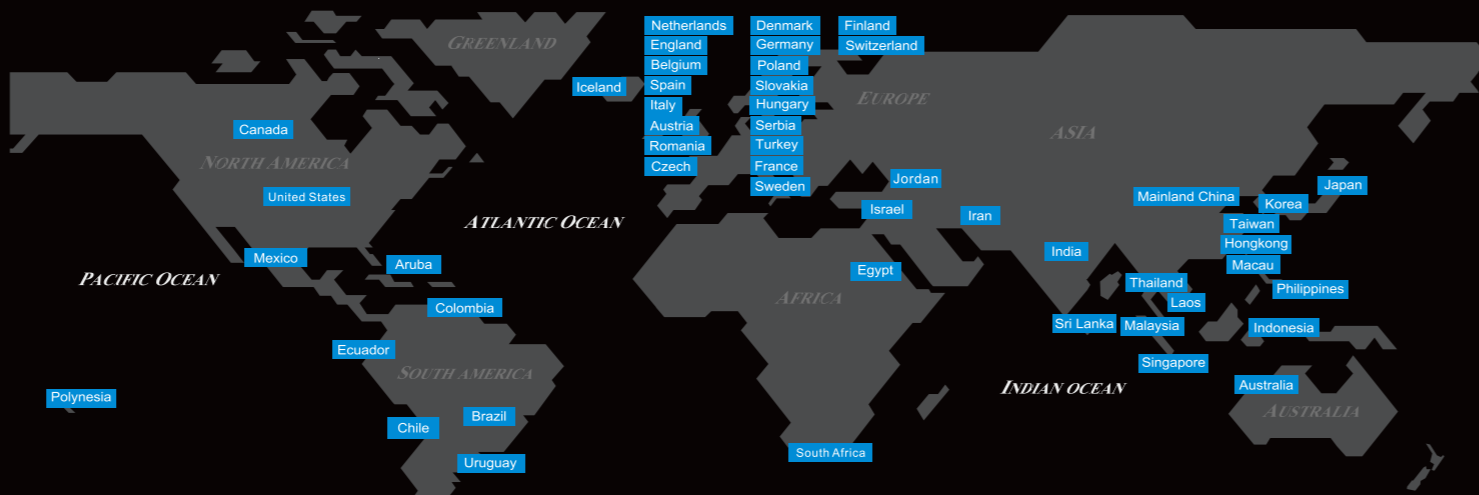 Netherlands
Denmark
Finland
GREENLAND
England
Germany
Switzerland
Belgium
Poland
Iceland
Spain
Slovakia
EUROPE
Italy
Hungary
Canada
Austria
Serbia
ASIA
Romania
Turkey
NORTH AMERICA
Czech
France
Jordan
Sweden
Japan
United States
Mainland China
Korea
Israel
Iran
ATLANTIC OCEAN
Taiwan
Hongkong
India
Mexico
Aruba
Macau
Egypt
PACIFIC OCEAN
Thailand
Philippines
AFRICA
Laos
Colombia
Sri Lanka
Malaysia
Indonesia
Ecuador
Singapore
SOUTH AMERICA
INDIAN OCEAN
Australia
Polynesia
AUSTRALIA
Brazil
Chile
South Africa
Uruguay